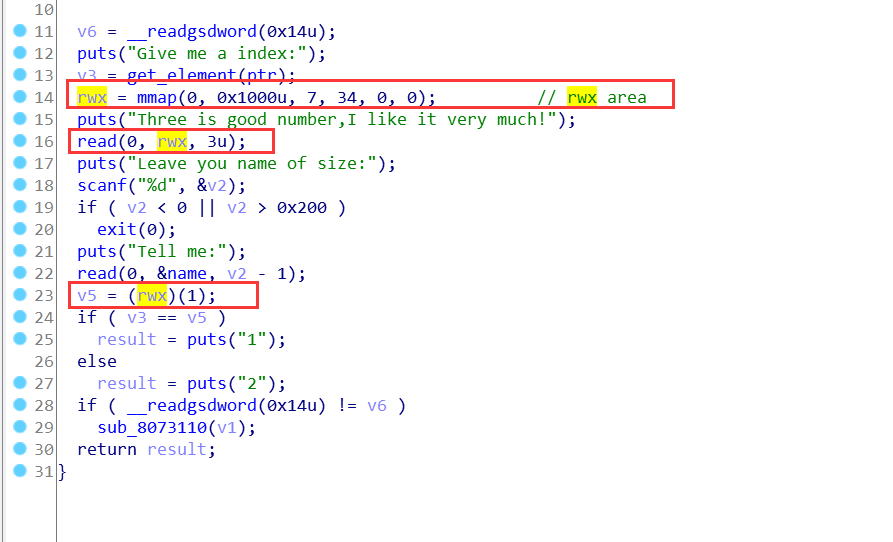 10
11 v6 = __readgsdword(0x14u);
12 puts("Give me a index:");
13 v3 = get_element(ptr);
14 rwx = mmap(0, 0x1000u, 7, 34, 0, 0); // rwx area
15 puts("Three is good number,I like it very much!");
16 read(0, rwx, 3u);
17 puts("Leave you name of size:");
18 scanf("%d", &v2);
19 if ( v2 < 0 || v2 > 0x200 )
20 exit(0);
21 puts("Tell me:");
22 read(0, &name, v2 - 1);
23 v5 = (rwx)(1);
24 if ( v3 == v5 )
25 result = puts("1");
26 else
27 result = puts("2");
28 if ( __readgsdword(0x14u) != v6 )
29 sub_8073110(v1);
30 return result;
31 }